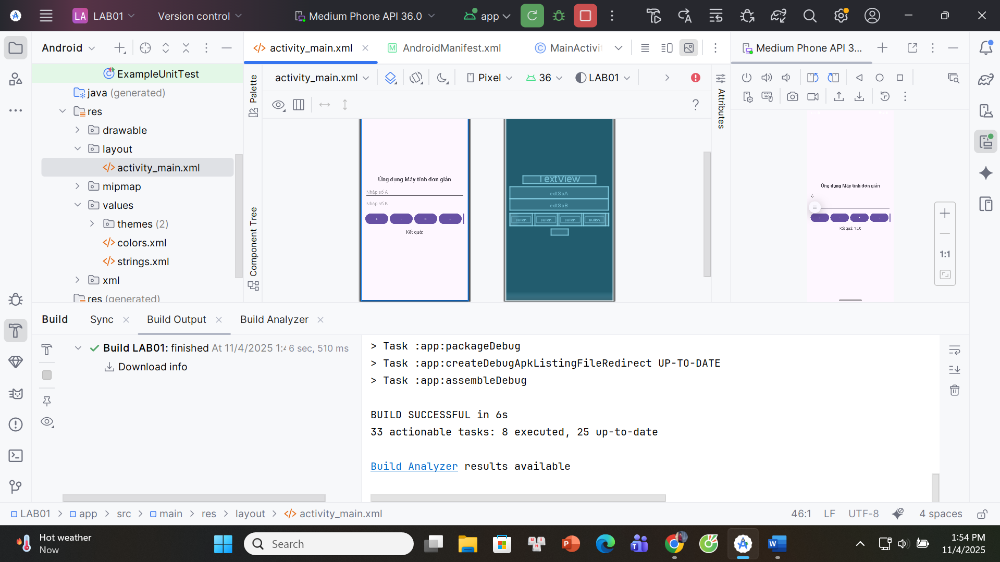 LA LAB01 Version control Medium Phone API 36.0 app
Android
activity_main.xml AndroidManifest.xml MainActivi
Medium Phone API 3...
ExampleUnitTest
java (generated)
res
drawable
layout
activity_main.xml
mipmap
values
themes (2)
colors.xml
strings.xml
xml
res (generated)
Palette
Component Tree
activity_main.xml Pixel 36 LAB01
Attributes
Ứng dụng Máy tính đơn giản
Nhập số A
Nhập số B
+ - × ÷
Kết quả:
TextView
edtSoA
edtSoB
Button Button Button Button
Ứng dụng Máy tính đơn giản
Kết quả: 15.0
1:1
Build Sync Build Output Build Analyzer
Build LAB01: finished At 11/4/2025 1:4 6 sec, 510 ms
Download info
> Task :app:packageDebug
> Task :app:createDebugApkListingFileRedirect UP-TO-DATE
> Task :app:assembleDebug
BUILD SUCCESSFUL in 6s
33 actionable tasks: 8 executed, 25 up-to-date
Build Analyzer results available
LAB01 > app > src > main > res > layout > activity_main.xml
46:1 LF UTF-8 4 spaces
Hot weather
Now
Search
1:54 PM
11/4/2025